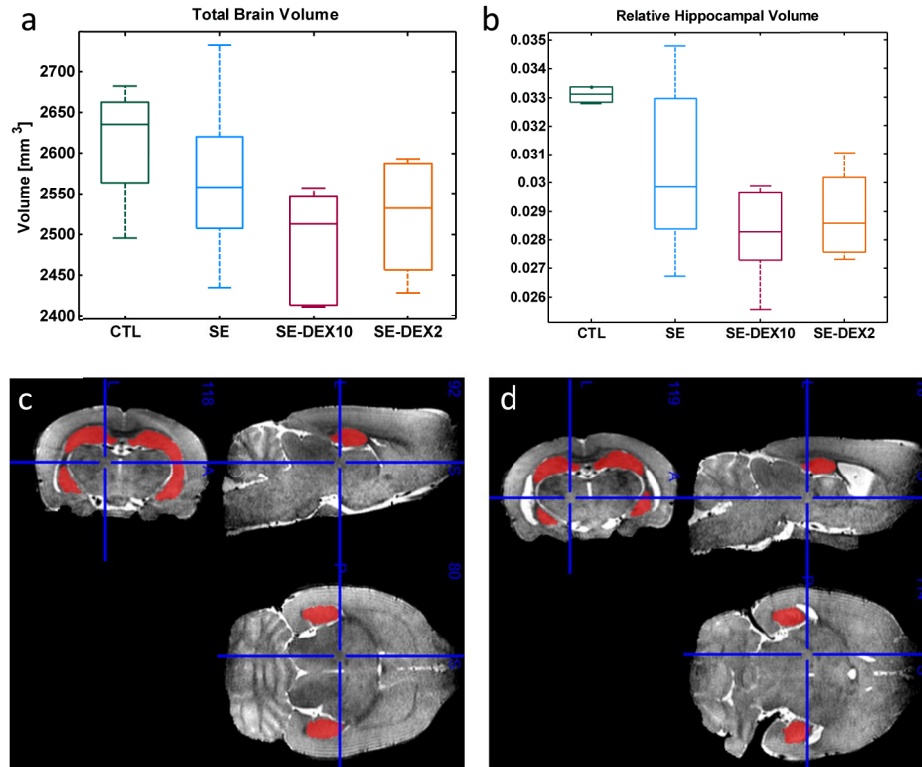 a
Total Brain Volume
Volume [mm³]
2700
2650
2600
2550
2500
2450
2400
CTL SE SE-DEX10 SE-DEX2
b
Relative Hippocampal Volume
0.035
0.034
0.033
0.032
0.031
0.03
0.029
0.028
0.027
0.026
CTL SE SE-DEX10 SE-DEX2
c
L 118 L 92
A S
P 80
d
L 119 L
A
P